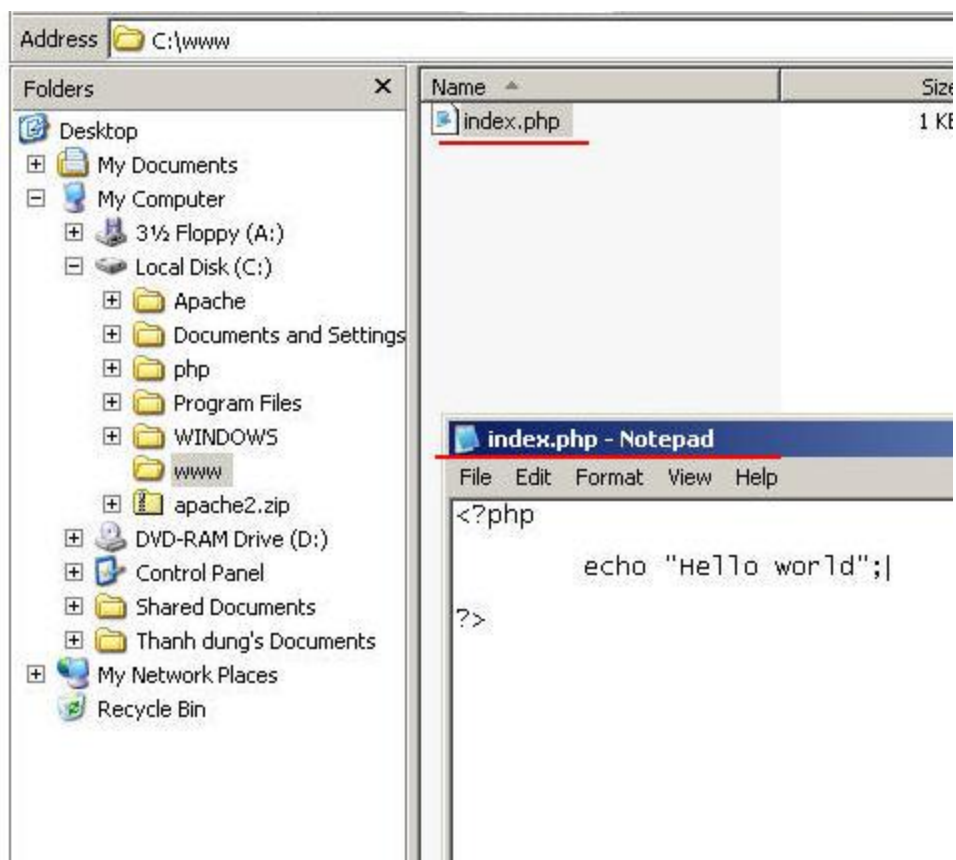 Address C:\www
Folders
Name Size
Desktop
index.php 1 KB
My Documents
My Computer
3½ Floppy (A:)
Local Disk (C:)
Apache
Documents and Settings
php
Program Files
WINDOWS
www
apache2.zip
DVD-RAM Drive (D:)
Control Panel
Shared Documents
Thanh dung's Documents
My Network Places
Recycle Bin
index.php - Notepad
File Edit Format View Help
<?php
echo "Hello world";
?>